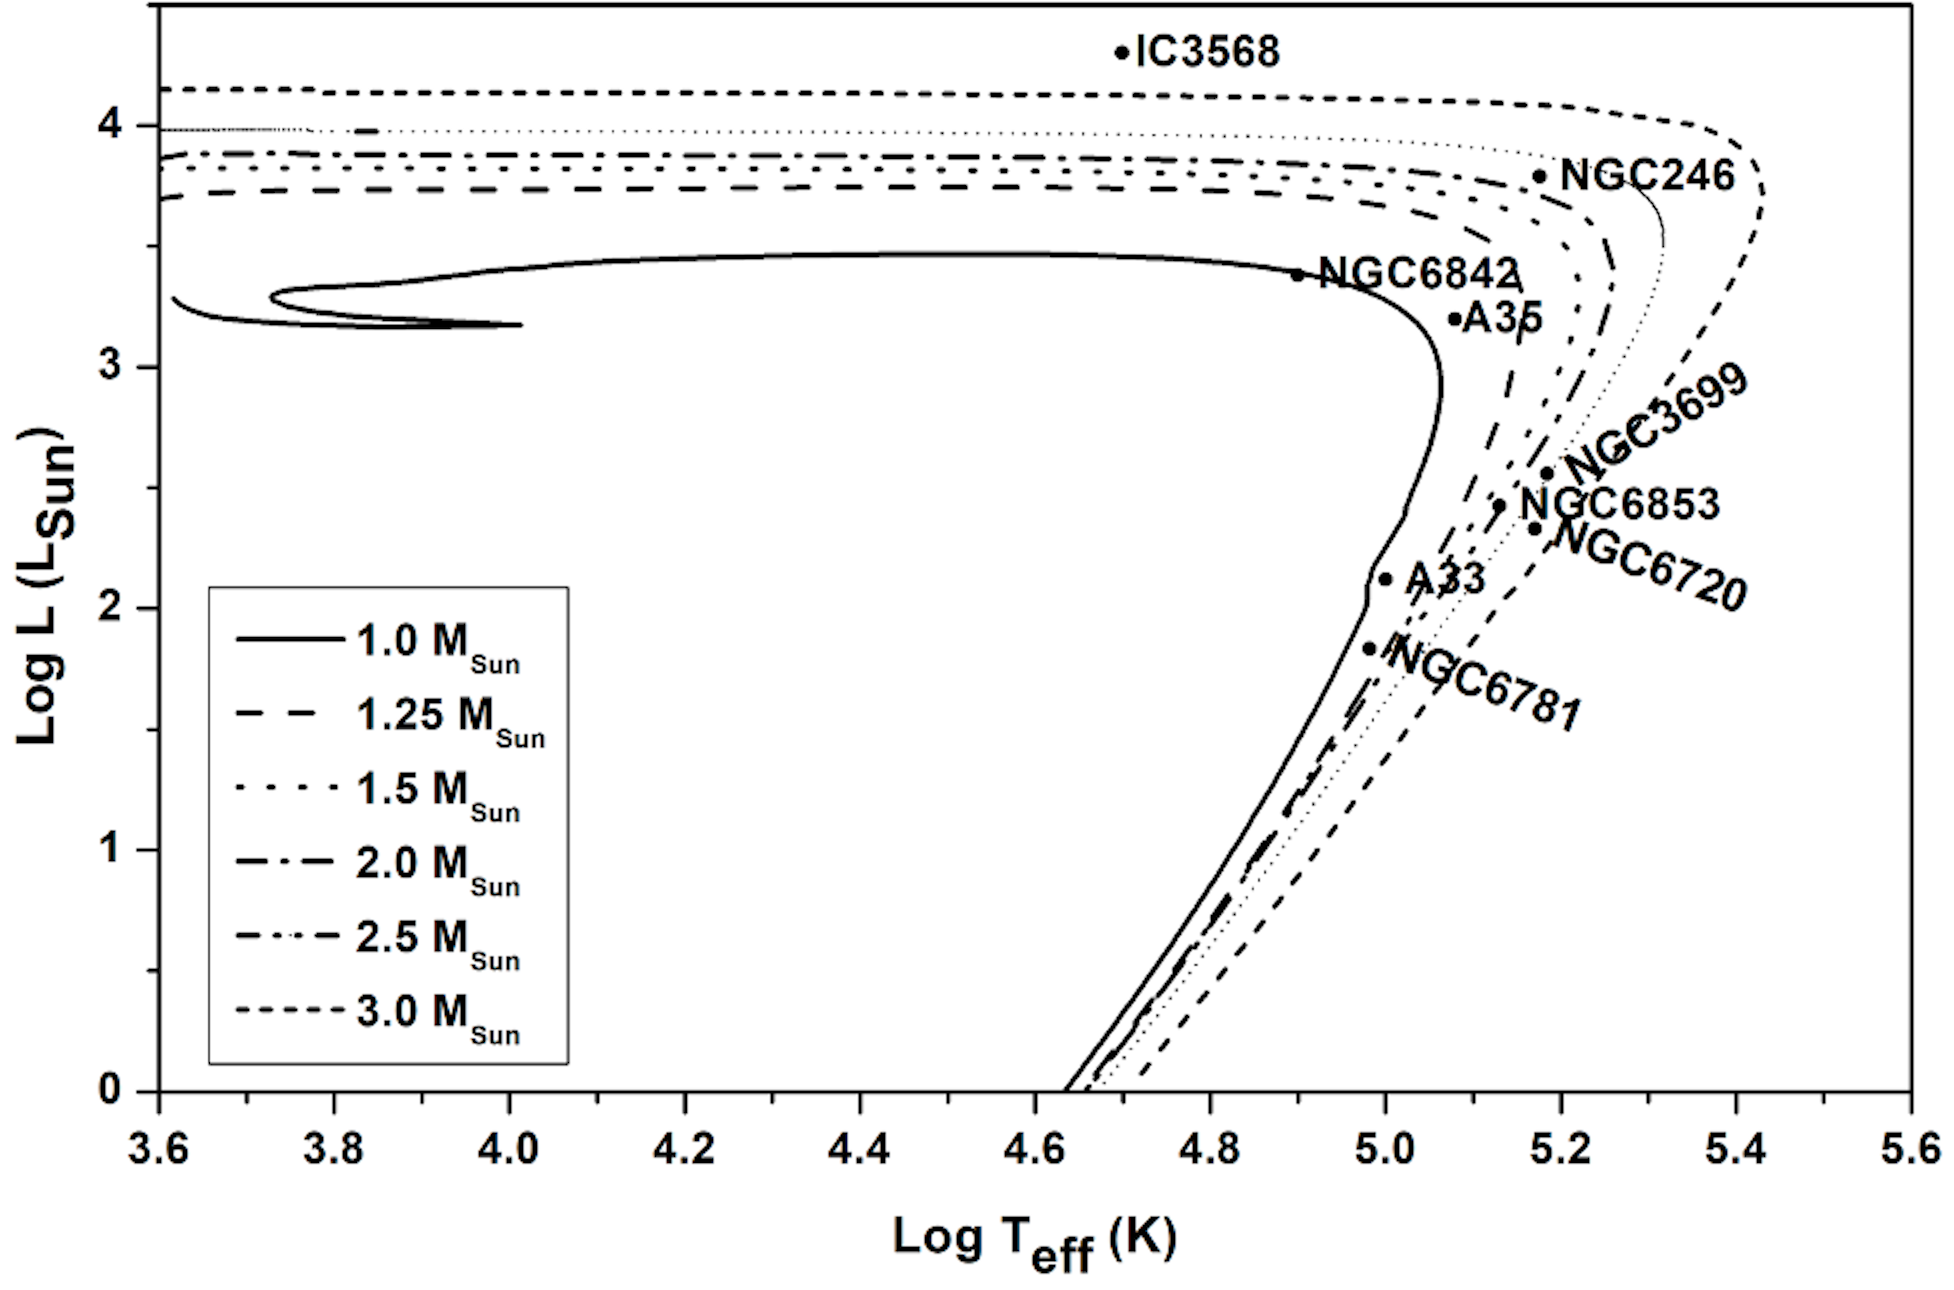 IC3568
4
NGC246
NGC6842
A35
3
NGC3699
NGC6853
NGC6720
2
A33
NGC6781
1
0
Log L (LSun)
1.0 MSun
1.25 MSun
1.5 MSun
2.0 MSun
2.5 MSun
3.0 MSun
3.6 3.8 4.0 4.2 4.4 4.6 4.8 5.0 5.2 5.4 5.6
Log Teff (K)